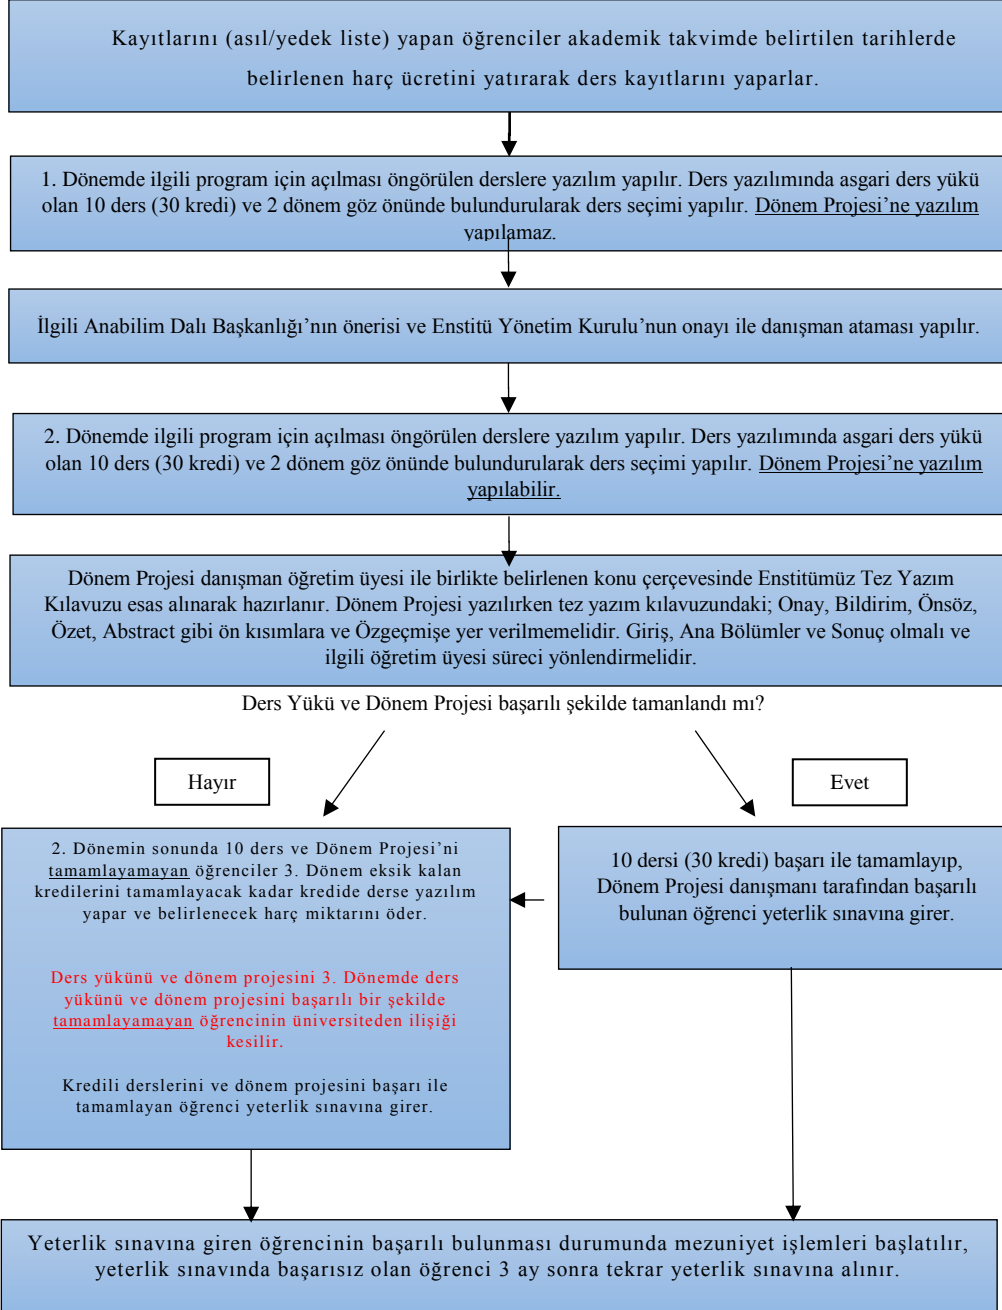 Kayıtlarını (asıl/yedek liste) yapan öğrenciler akademik takvimde belirtilen tarihlerde
belirlenen harç ücretini yatırarak ders kayıtlarını yaparlar.
1. Dönemde ilgili program için açılması öngörülen derslere yazılım yapılır. Ders yazılımında asgari ders yükü
olan 10 ders (30 kredi) ve 2 dönem göz önünde bulundurularak ders seçimi yapılır. Dönem Projesi’ne yazılım
yapılamaz.
İlgili Anabilim Dalı Başkanlığı’nın önerisi ve Enstitü Yönetim Kurulu’nun onayı ile danışman ataması yapılır.
2. Dönemde ilgili program için açılması öngörülen derslere yazılım yapılır. Ders yazılımında asgari ders yükü
olan 10 ders (30 kredi) ve 2 dönem göz önünde bulundurularak ders seçimi yapılır. Dönem Projesi’ne yazılım
yapılabilir.
Dönem Projesi danışman öğretim üyesi ile birlikte belirlenen konu çerçevesinde Enstitümüz Tez Yazım
Kılavuzu esas alınarak hazırlanır. Dönem Projesi yazılırken tez yazım kılavuzundaki; Onay, Bildirim, Önsöz,
Özet, Abstract gibi ön kısımlara ve Özgeçmişe yer verilmemelidir. Giriş, Ana Bölümler ve Sonuç olmalı ve
ilgili öğretim üyesi süreci yönlendirmelidir.
Ders Yükü ve Dönem Projesi başarılı şekilde tamanlandı mı?
Hayır
Evet
2. Dönemin sonunda 10 ders ve Dönem Projesi’ni
tamamlayamayan öğrenciler 3. Dönem eksik kalan
kredilerini tamamlayacak kadar kredide derse yazılım
yapar ve belirlenecek harç miktarını öder.
Ders yükünü ve dönem projesini 3. Dönemde ders
yükünü ve dönem projesini başarılı bir şekilde
tamamlayamayan öğrencinin üniversiteden ilişiği
kesilir.
Kredili derslerini ve dönem projesini başarı ile
tamamlayan öğrenci yeterlik sınavına girer.
10 dersi (30 kredi) başarı ile tamamlayıp,
Dönem Projesi danışmanı tarafından başarılı
bulunan öğrenci yeterlik sınavına girer.
Yeterlik sınavına giren öğrencinin başarılı bulunması durumunda mezuniyet işlemleri başlatılır,
yeterlik sınavında başarısız olan öğrenci 3 ay sonra tekrar yeterlik sınavına alınır.